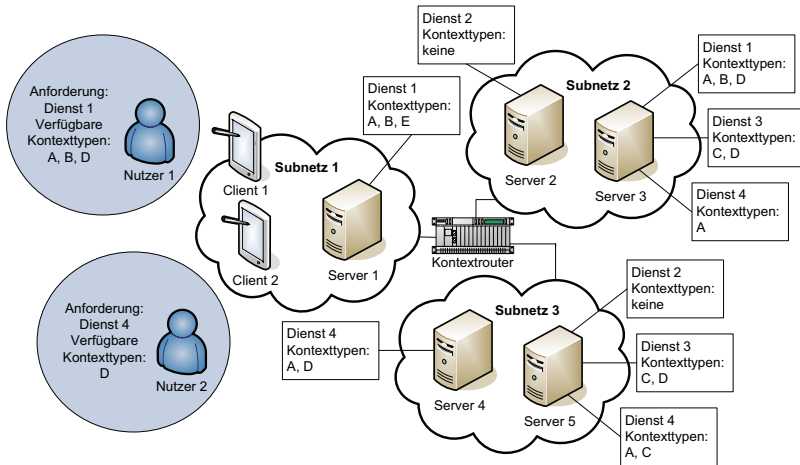 Anforderung:
Dienst 1
Verfügbare
Kontexttypen:
A, B, D
Nutzer 1
Anforderung:
Dienst 4
Verfügbare
Kontexttypen:
D
Nutzer 2
Client 1
Client 2
Subnetz 1
Server 1
Dienst 1
Kontexttypen:
A, B, E
Kontextrouter
Dienst 2
Kontexttypen:
keine
Subnetz 2
Server 2
Server 3
Dienst 1
Kontexttypen:
A, B, D
Dienst 3
Kontexttypen:
C, D
Dienst 4
Kontexttypen:
A
Subnetz 3
Dienst 4
Kontexttypen:
A, D
Server 4
Server 5
Dienst 2
Kontexttypen:
keine
Dienst 3
Kontexttypen:
C, D
Dienst 4
Kontexttypen:
A, C